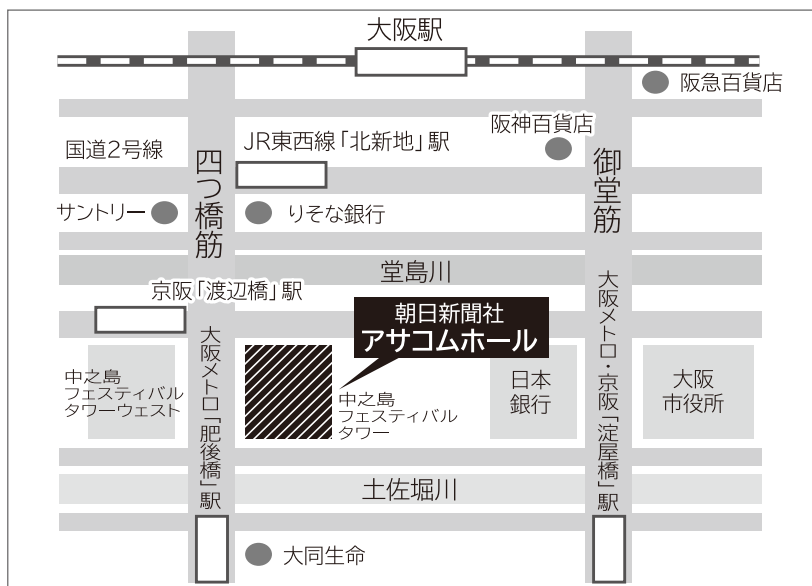 大阪駅
阪急百貨店
阪神百貨店
国道2号線
JR東西線「北新地」駅
四つ橋筋
御堂筋
サントリー
りそな銀行
堂島川
京阪「渡辺橋」駅
朝日新聞社
アサコムホール
大阪メトロ「肥後橋」駅
大阪メトロ・京阪「淀屋橋」駅
中之島
フェスティバル
タワーウェスト
中之島
フェスティバル
タワー
日本
銀行
大阪
市役所
土佐堀川
大同生命